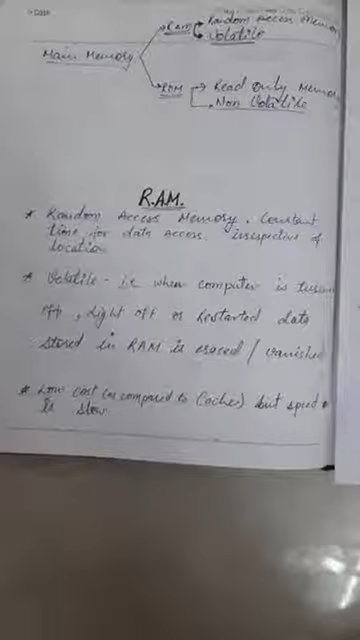 RAM → Random Access Memory
→ Volatile
Main Memory
ROM → Read Only Memory
→ Non Volatile
R.A.M.
* Random Access Memory. Constant
time for data access irrespective of
location
* Volatile - i.e when computer is turned
off, light off or Restarted data
stored in RAM is erased / vanished
* Low cost (as compared to Cache) but speed
is slow